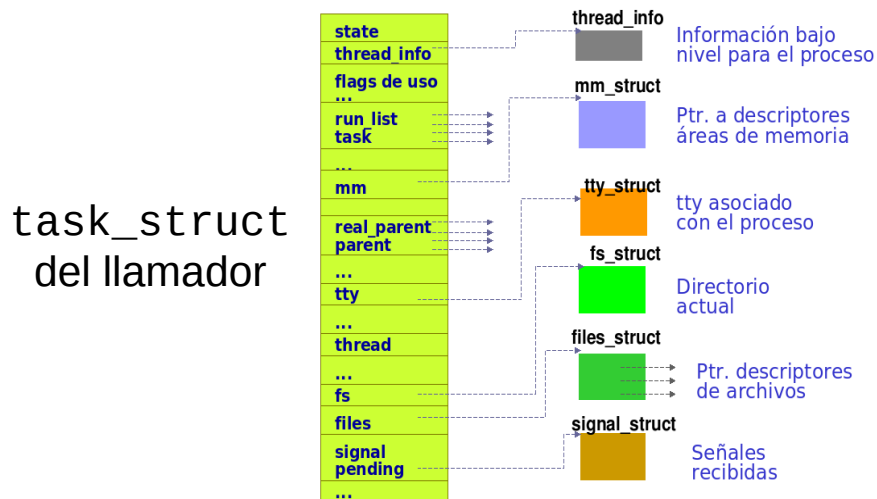 task_struct
del llamador
state
thread_info
flags de uso
...
run_list
task
...
mm
real_parent
parent
...
tty
...
thread
...
fs
files
signal
pending
...
thread_info
Información bajo
nivel para el proceso
mm_struct
Ptr. a descriptores
áreas de memoria
tty_struct
tty asociado
con el proceso
fs_struct
Directorio
actual
files_struct
Ptr. descriptores
de archivos
signal_struct
Señales
recibidas